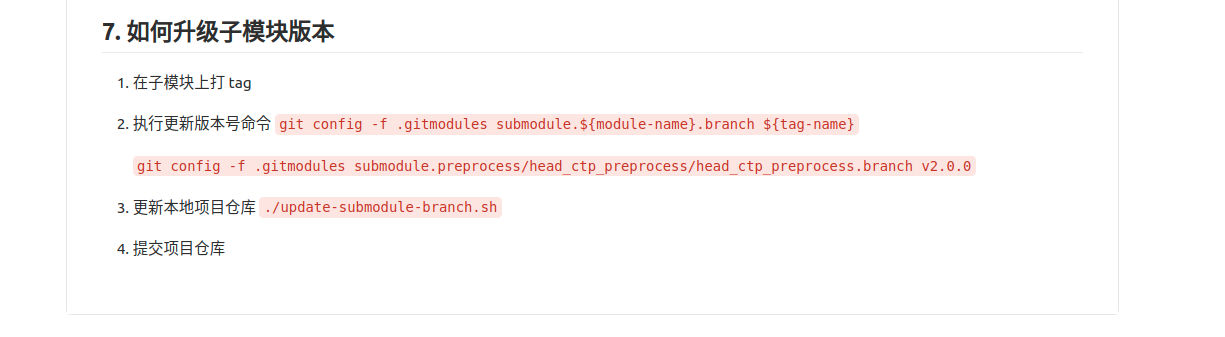 7. 如何升级子模块版本
1. 在子模块上打 tag
2. 执行更新版本号命令 git config -f .gitmodules submodule.${module-name}.branch ${tag-name}
git config -f .gitmodules submodule.preprocess/head_ctp_preprocess/head_ctp_preprocess.branch v2.0.0
3. 更新本地项目仓库 ./update-submodule-branch.sh
4. 提交项目仓库